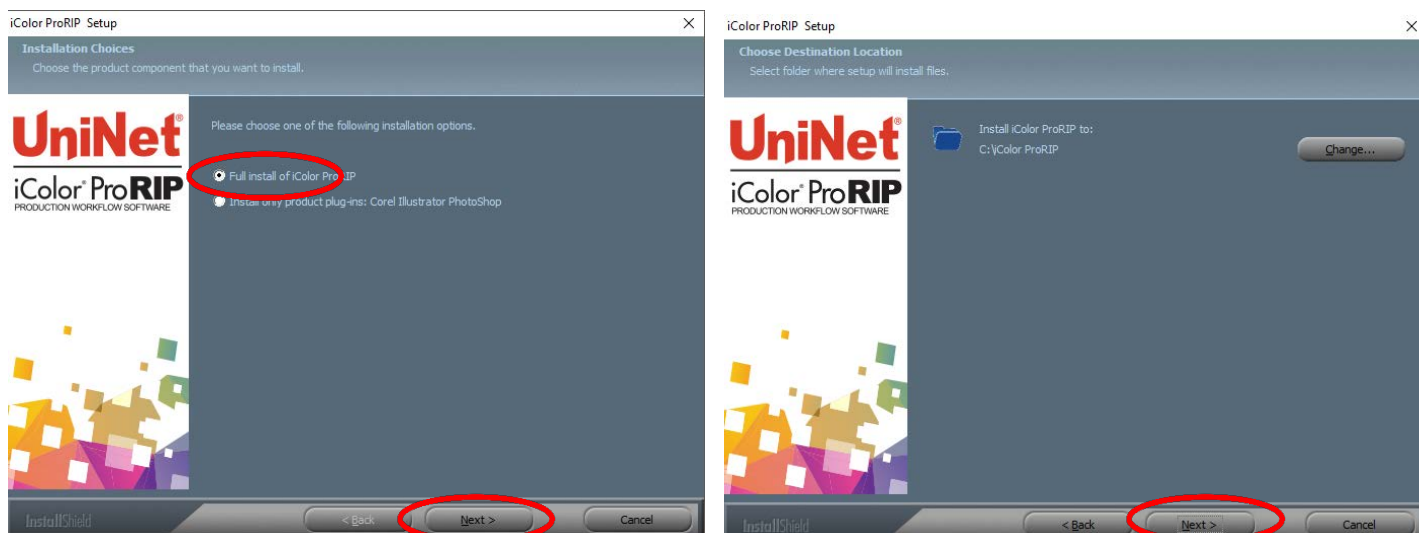 iColor ProRIP Setup
Installation Choices
Choose the product component that you want to install.
UniNet®
iColor® ProRIP
PRODUCTION WORKFLOW SOFTWARE
Please choose one of the following installation options.
Full install of iColor ProRIP
Install only product plug-ins: Corel Illustrator PhotoShop
InstallShield
< Back
Next >
Cancel
iColor ProRIP Setup
Choose Destination Location
Select folder where setup will install files.
UniNet®
iColor® ProRIP
PRODUCTION WORKFLOW SOFTWARE
Install iColor ProRIP to:
C:\iColor ProRIP
Change...
InstallShield
< Back
Next >
Cancel